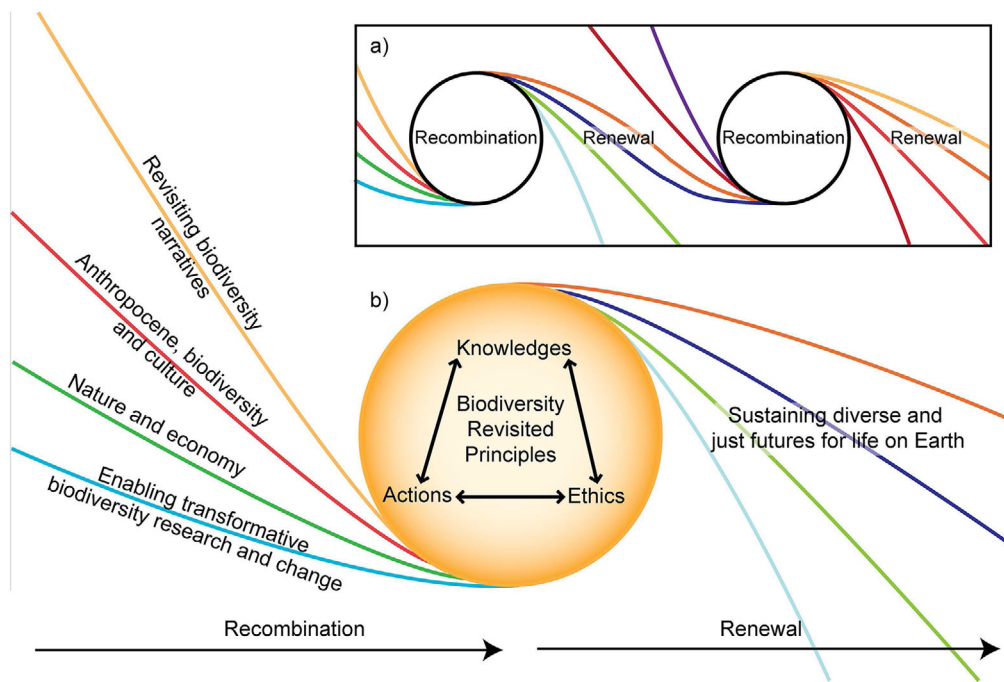 a)
Recombination
Renewal
Recombination
Renewal
Revisiting biodiversity
narratives
Anthropocene, biodiversity
and culture
Nature and economy
Enabling transformative
biodiversity research and change
b)
Knowledges
Biodiversity
Revisited
Principles
Actions
Ethics
Sustaining diverse and
just futures for life on Earth
Recombination
Renewal